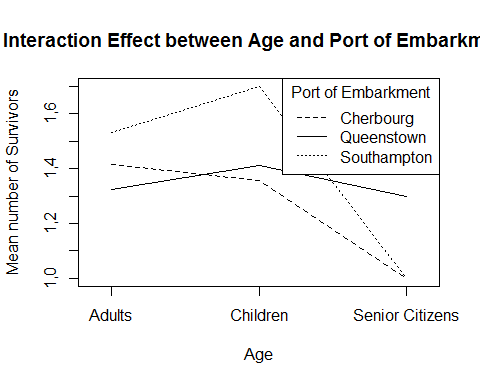 Interaction Effect between Age and Port of Embarkm
Port of Embarkment
Cherbourg
Queenstown
Southampton
Mean number of Survivors
1,6
1,4
1,2
1,0
Adults
Children
Senior Citizens
Age